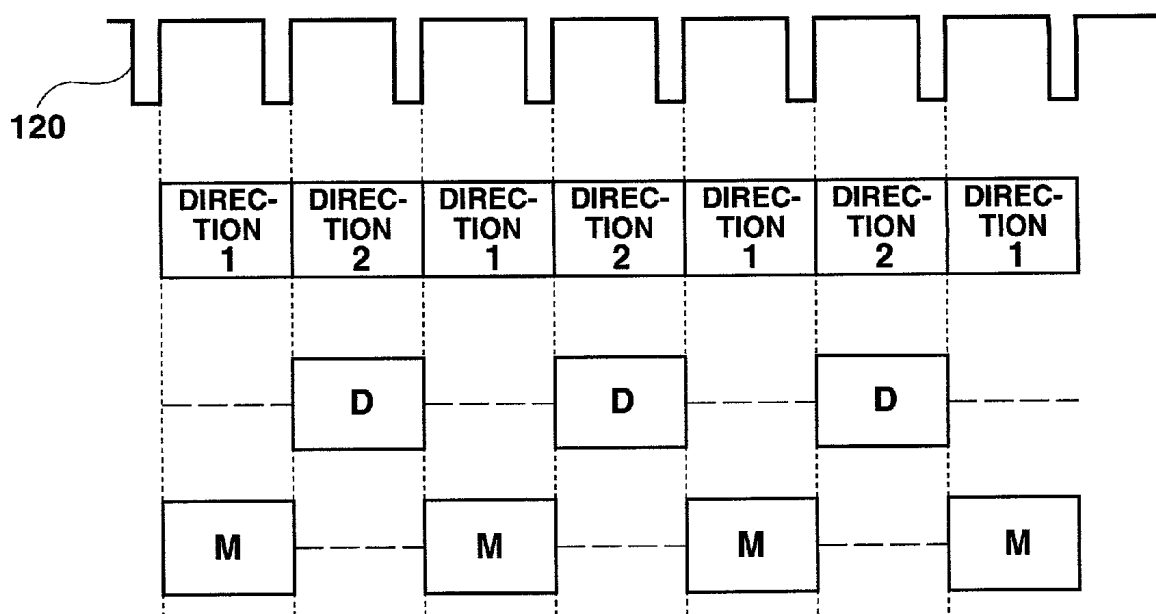 120
DIREC- DIREC- DIREC- DIREC- DIREC- DIREC- DIREC-
TION TION TION TION TION TION TION
1 2 1 2 1 2 1
D D D
M M M M